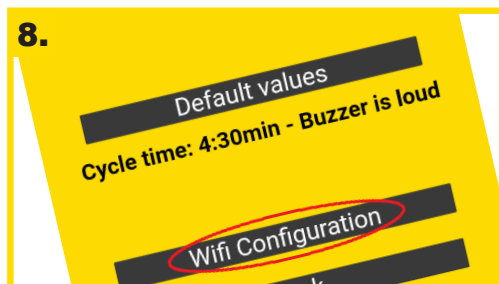 8.
Default values
Cycle time: 4:30min - Buzzer is loud
Wifi Configuration